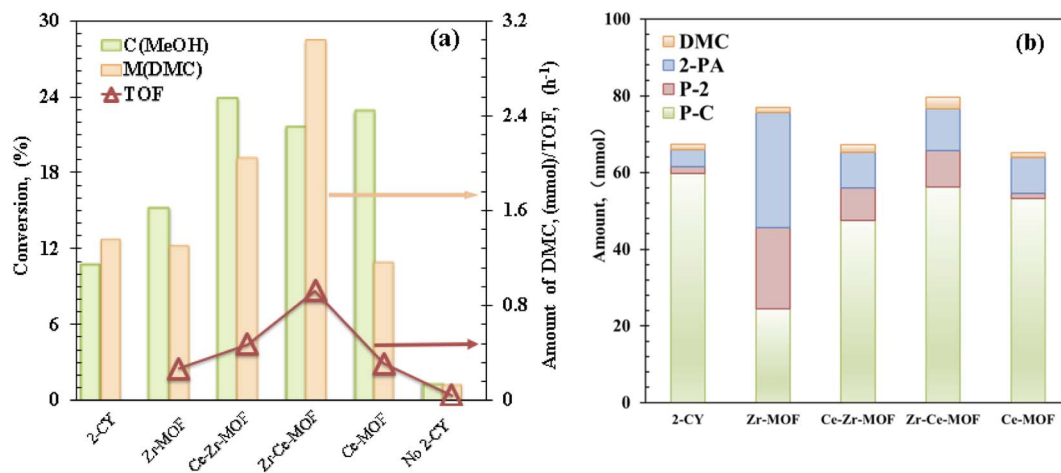 (a)
C(MeOH)
M(DMC)
TOF
30
24
18
12
6
0
Conversion, (%)
3.2
2.4
1.6
0.8
0
Amount of DMC, (mmol)/TOF, (h⁻¹)
2-CY
Zr-MOF
Ce-Zr-MOF
Zr-Ce-MOF
Ce-MOF
No 2-CY
(b)
DMC
2-PA
P-2
P-C
100
80
60
40
20
0
Amount, (mmol)
2-CY Zr-MOF Ce-Zr-MOF Zr-Ce-MOF Ce-MOF